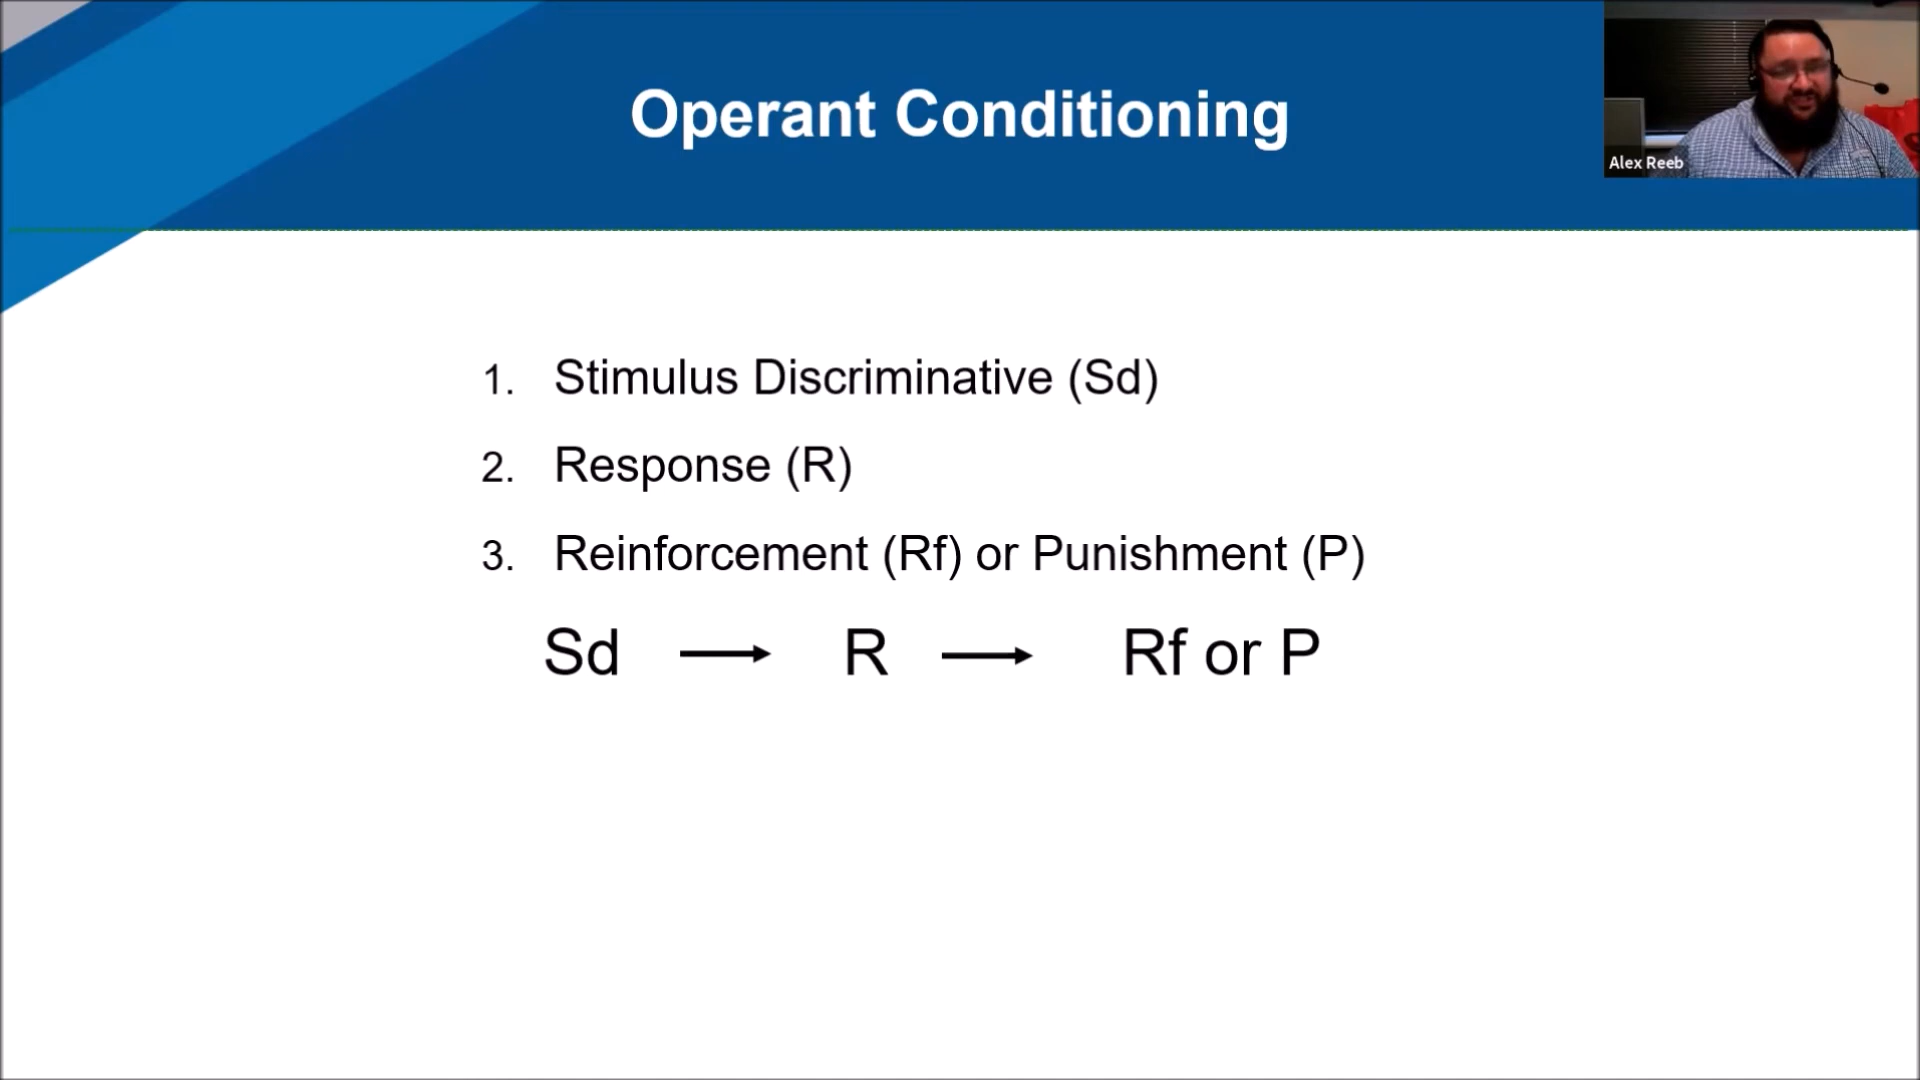 Operant Conditioning
Alex Reeb
1. Stimulus Discriminative (Sd)
2. Response (R)
3. Reinforcement (Rf) or Punishment (P)
Sd → R → Rf or P